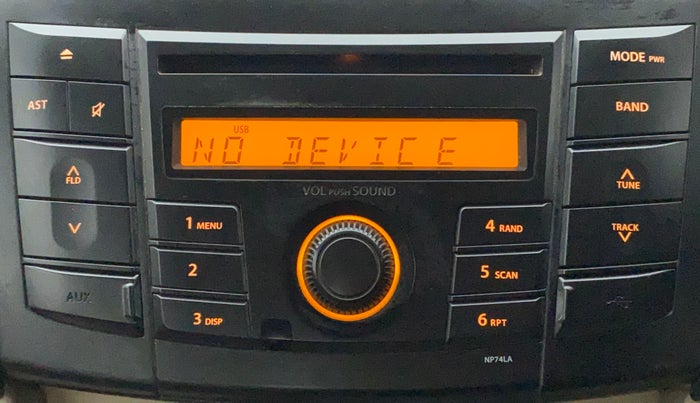 MODE PWR
AST
BAND
USB
NO DEVICE
FLD
TUNE
VOL PUSH SOUND
1 MENU
4 RAND
TRACK
2
5 SCAN
AUX
3 DISP
6 RPT
NP74LA